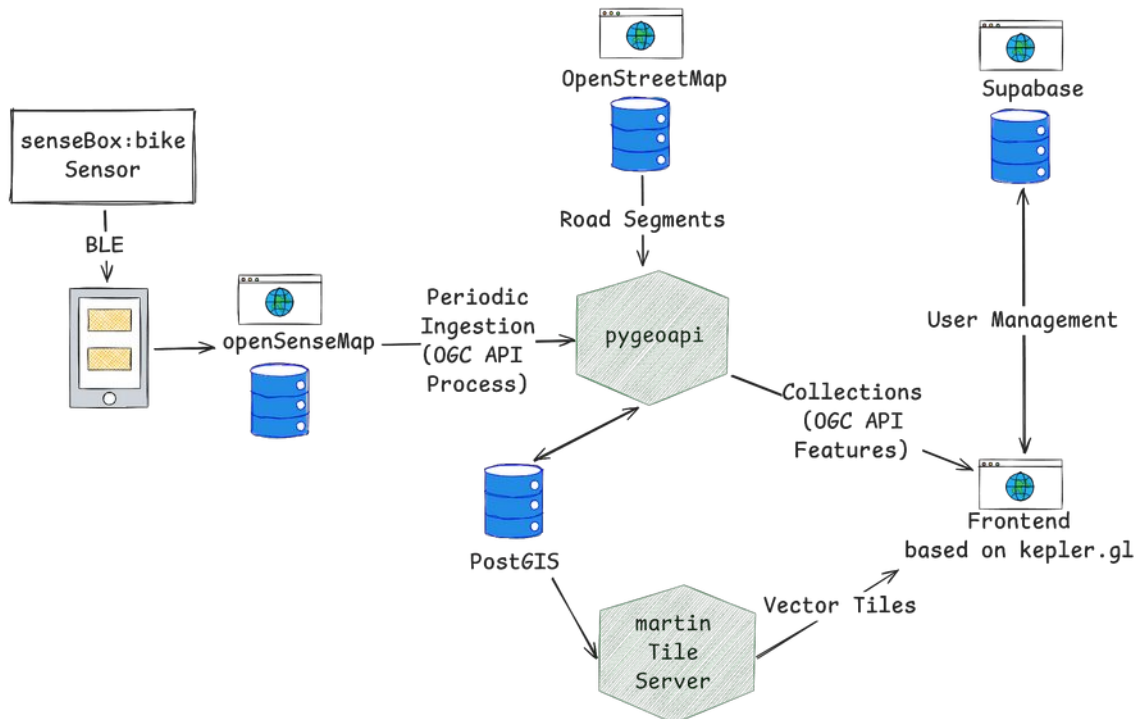 OpenStreetMap
Supabase
senseBox:bike
Sensor
BLE
Road Segments
openSenseMap
Periodic
Ingestion
(OGC API
Process)
pygeoapi
User Management
Collections
(OGC API
Features)
PostGIS
Frontend
based on kepler.gl
martin
Tile
Server
Vector Tiles